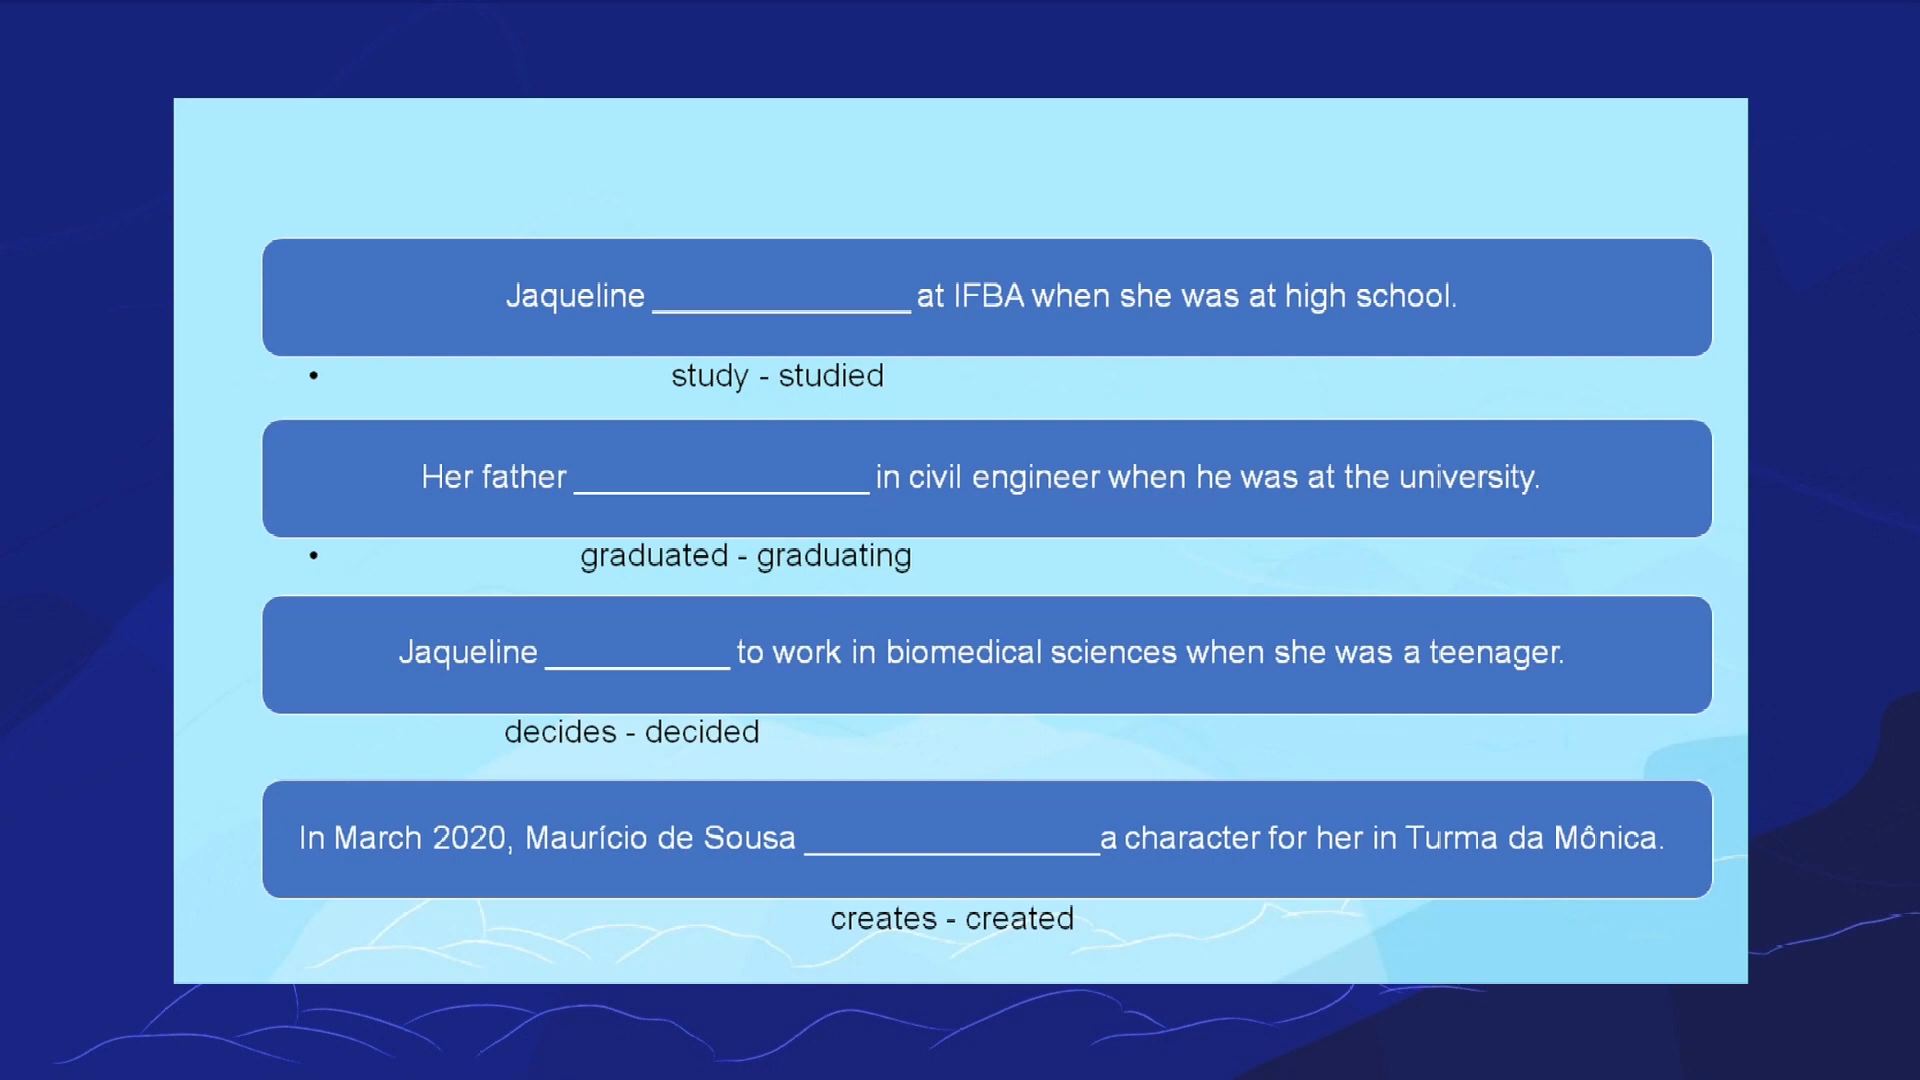 Jaqueline ______________ at IFBA when she was at high school.
• study - studied
Her father ________________ in civil engineer when he was at the university.
• graduated - graduating
Jaqueline __________ to work in biomedical sciences when she was a teenager.
decides - decided
In March 2020, Maurício de Sousa ________________a character for her in Turma da Mônica.
creates - created